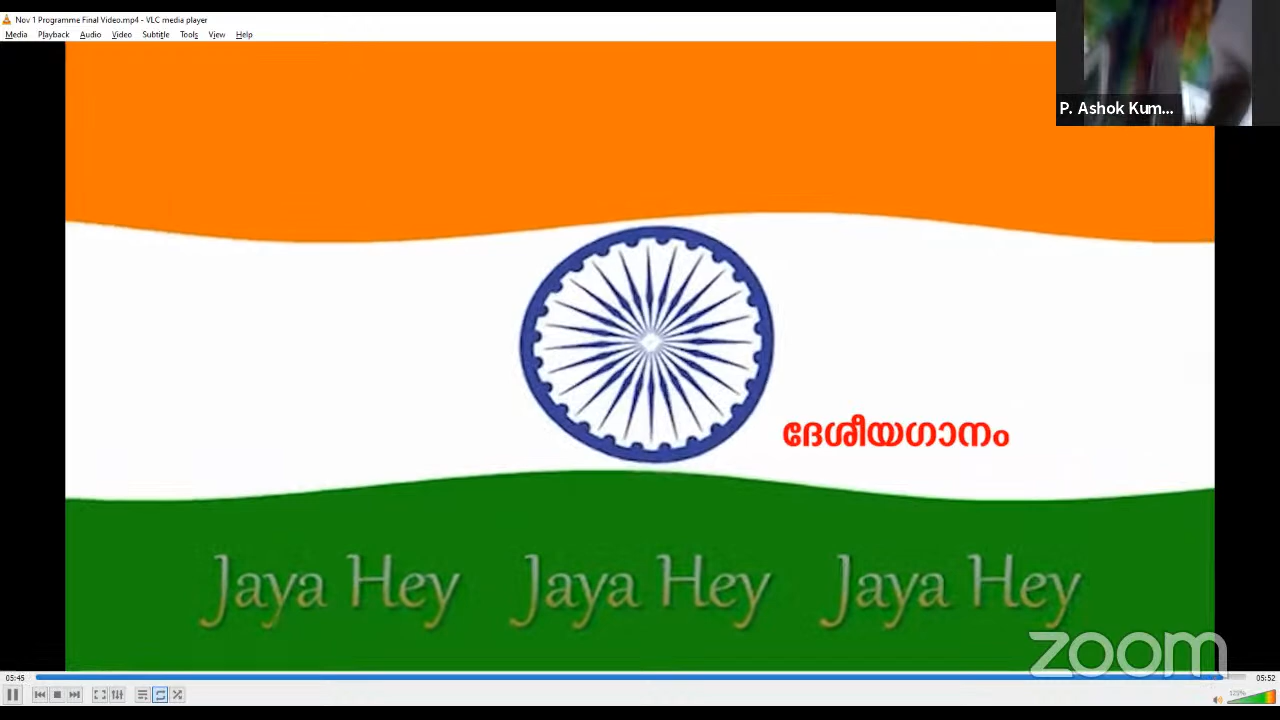 Nov 1 Programme Final Video.mp4 - VLC media player
Media Playback Audio Video Subtitle Tools View Help
P. Ashok Kum...
ദേശീയഗാനം
Jaya Hey Jaya Hey Jaya Hey
zoom
05:45
05:52
125%